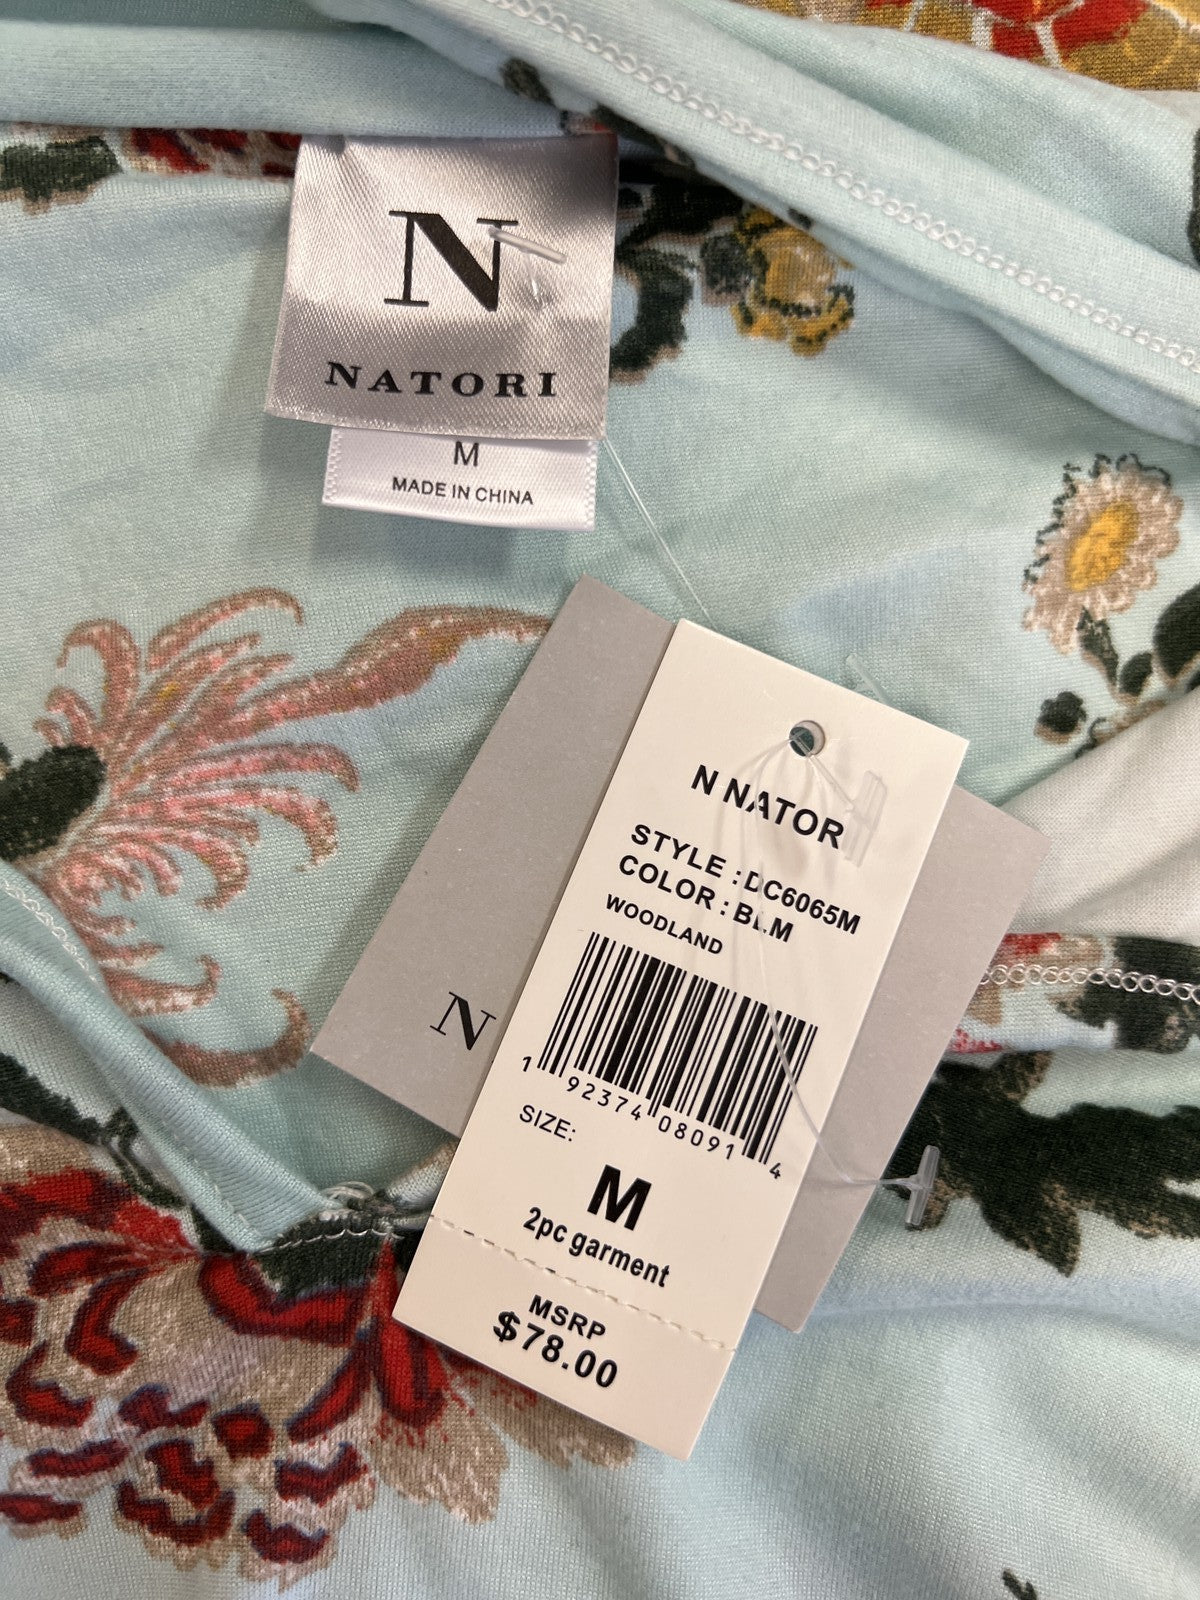 N
NATORI
M
MADE IN CHINA
N
N NATOR
STYLE : DC6065M
COLOR : BLM
WOODLAND
1 92374 08091 4
SIZE:
M
2pc garment
MSRP
$78.00